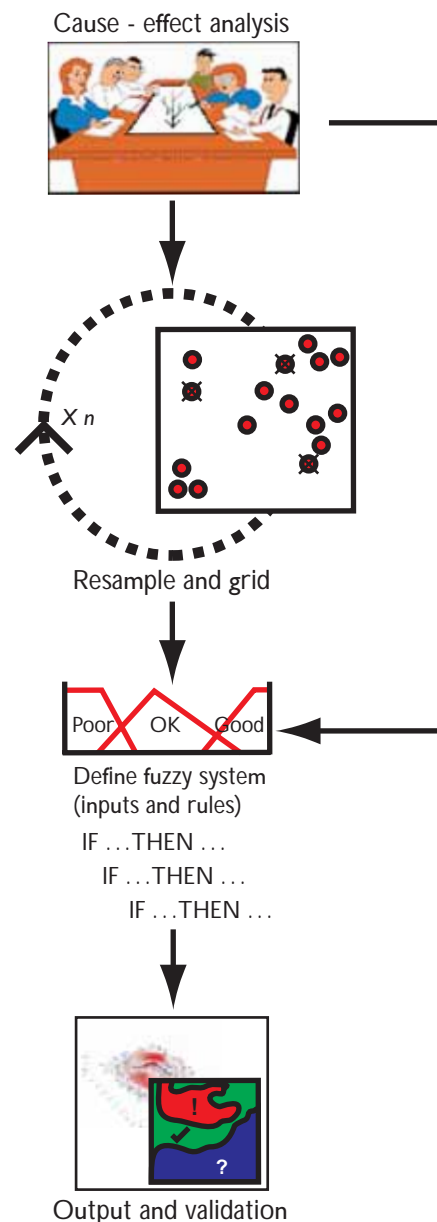 Cause - effect analysis
X n
Resample and grid
Poor OK Good
Define fuzzy system
(inputs and rules)
IF ...THEN ...
IF ...THEN ...
IF ...THEN ...
!
?
Output and validation